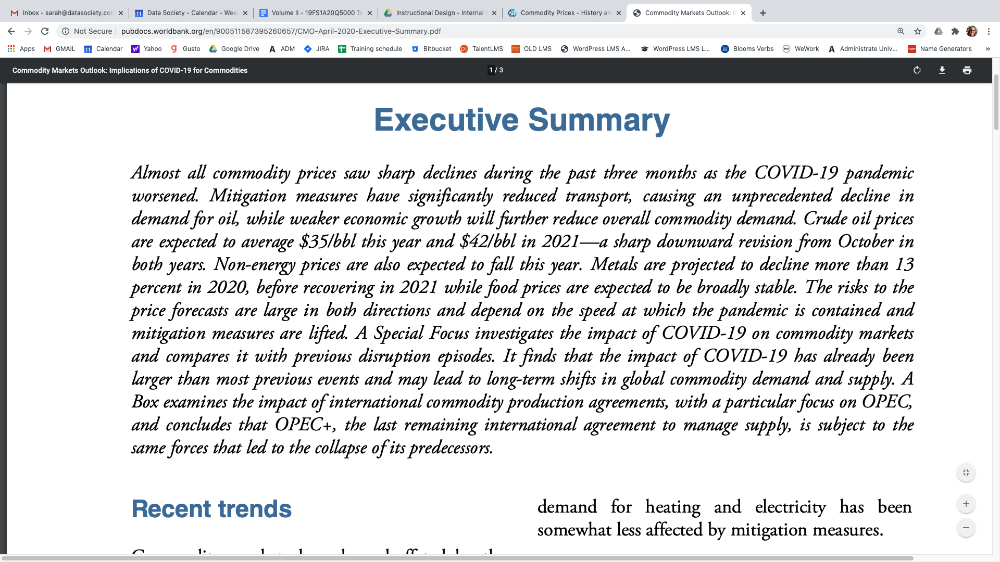 Inbox - sarah@datasociety.con
Data Society - Calendar - Wee
Volume II - 19FS1A20Q5000 Te
Instructional Design - Internal
Commodity Prices - History an
Commodity Markets Outlook: I
Not Secure
pubdocs.worldbank.org/en/900511587395260657/CMO-April-2020-Executive-Summary.pdf
Apps GMAIL Calendar Yahoo Gusto Google Drive ADM JIRA Training schedule Bitbucket TalentLMS OLD LMS WordPress LMS A... WordPress LMS L... Blooms Verbs WeWork Administrate Univ... Name Generators »
Commodity Markets Outlook: Implications of COVID-19 for Commodities
1 / 3
Executive Summary
Almost all commodity prices saw sharp declines during the past three months as the COVID-19 pandemic
worsened. Mitigation measures have significantly reduced transport, causing an unprecedented decline in
demand for oil, while weaker economic growth will further reduce overall commodity demand. Crude oil prices
are expected to average $35/bbl this year and $42/bbl in 2021—a sharp downward revision from October in
both years. Non-energy prices are also expected to fall this year. Metals are projected to decline more than 13
percent in 2020, before recovering in 2021 while food prices are expected to be broadly stable. The risks to the
price forecasts are large in both directions and depend on the speed at which the pandemic is contained and
mitigation measures are lifted. A Special Focus investigates the impact of COVID-19 on commodity markets
and compares it with previous disruption episodes. It finds that the impact of COVID-19 has already been
larger than most previous events and may lead to long-term shifts in global commodity demand and supply. A
Box examines the impact of international commodity production agreements, with a particular focus on OPEC,
and concludes that OPEC+, the last remaining international agreement to manage supply, is subject to the
same forces that led to the collapse of its predecessors.
Recent trends
demand for heating and electricity has been
somewhat less affected by mitigation measures.